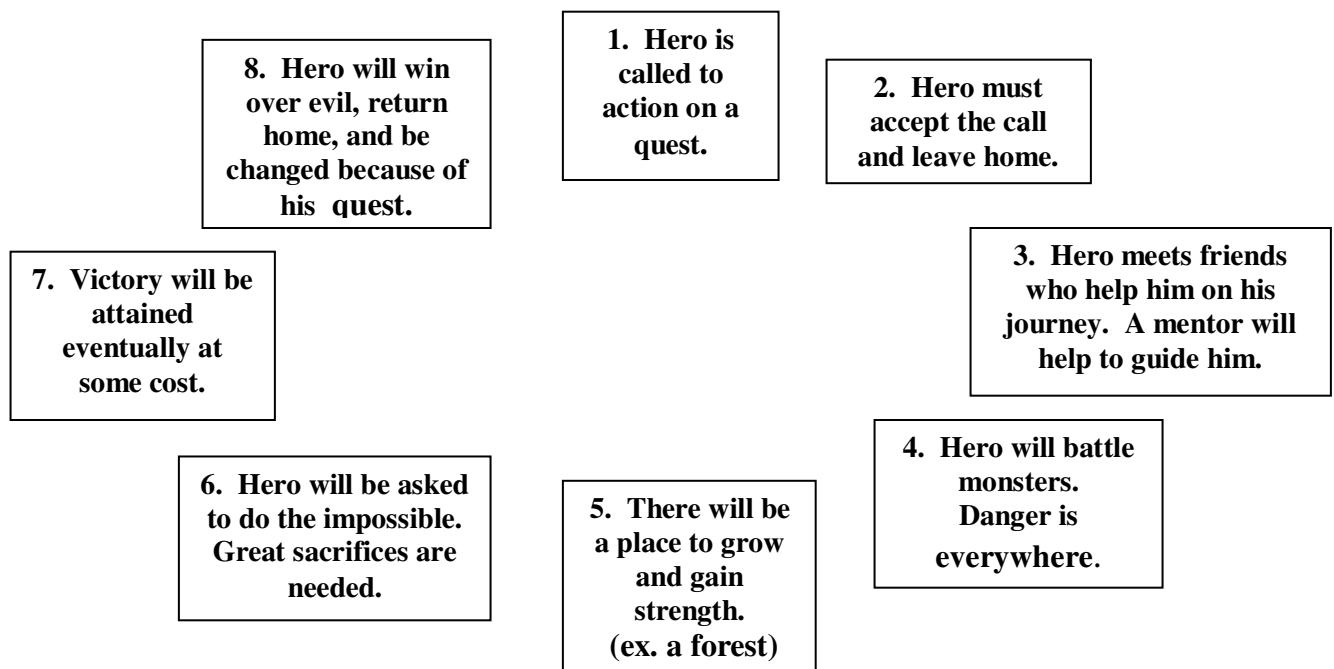 1. Hero is
called to
action on a
quest.
2. Hero must
accept the call
and leave home.
3. Hero meets friends
who help him on his
journey. A mentor will
help to guide him.
4. Hero will battle
monsters.
Danger is
everywhere.
5. There will be
a place to grow
and gain
strength.
(ex. a forest)
6. Hero will be asked
to do the impossible.
Great sacrifices are
needed.
7. Victory will be
attained
eventually at
some cost.
8. Hero will win
over evil, return
home, and be
changed because of
his quest.